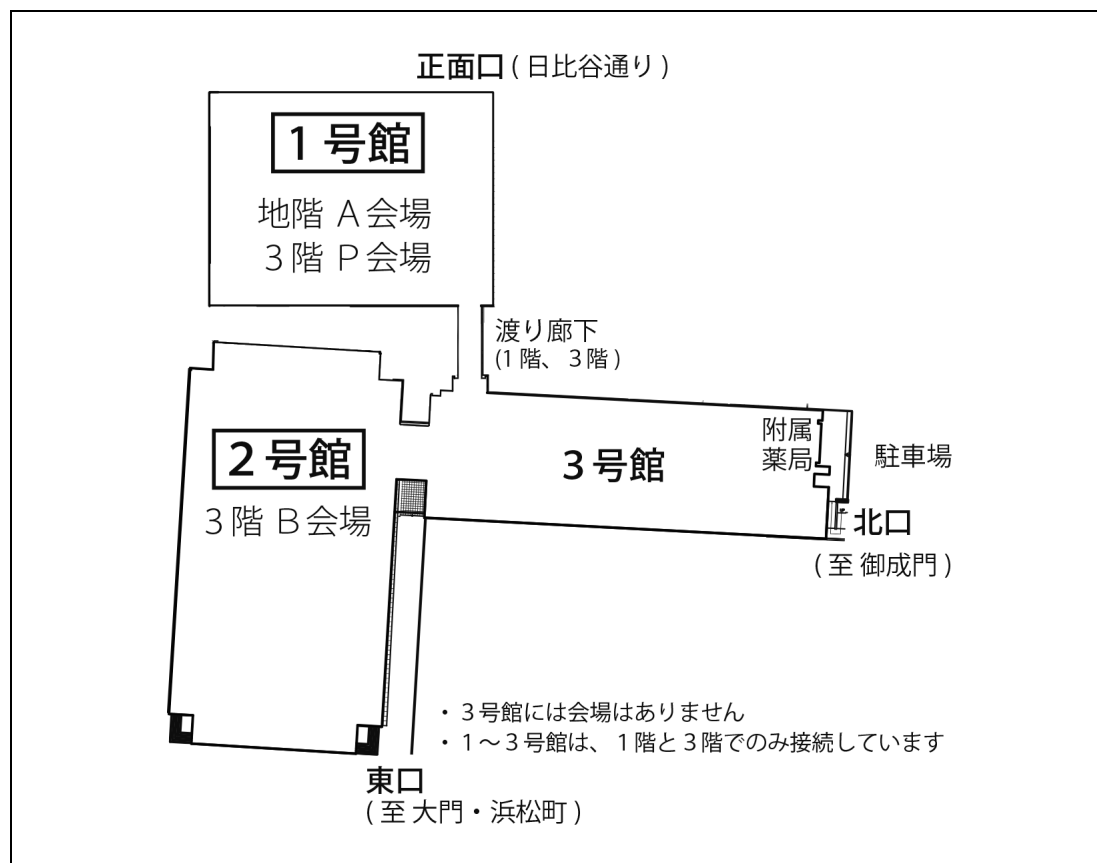 正面口 ( 日比谷通り )
1 号館
地階 A 会場
3 階 P 会場
渡り廊下
(1 階、 3 階 )
2 号館
3 階 B 会場
3 号館
附属
薬局
駐車場
北口
( 至 御成門 )
・ 3 号館には会場はありません
・ 1～3 号館は、 1 階と 3 階でのみ接続しています
東口
( 至 大門・浜松町 )